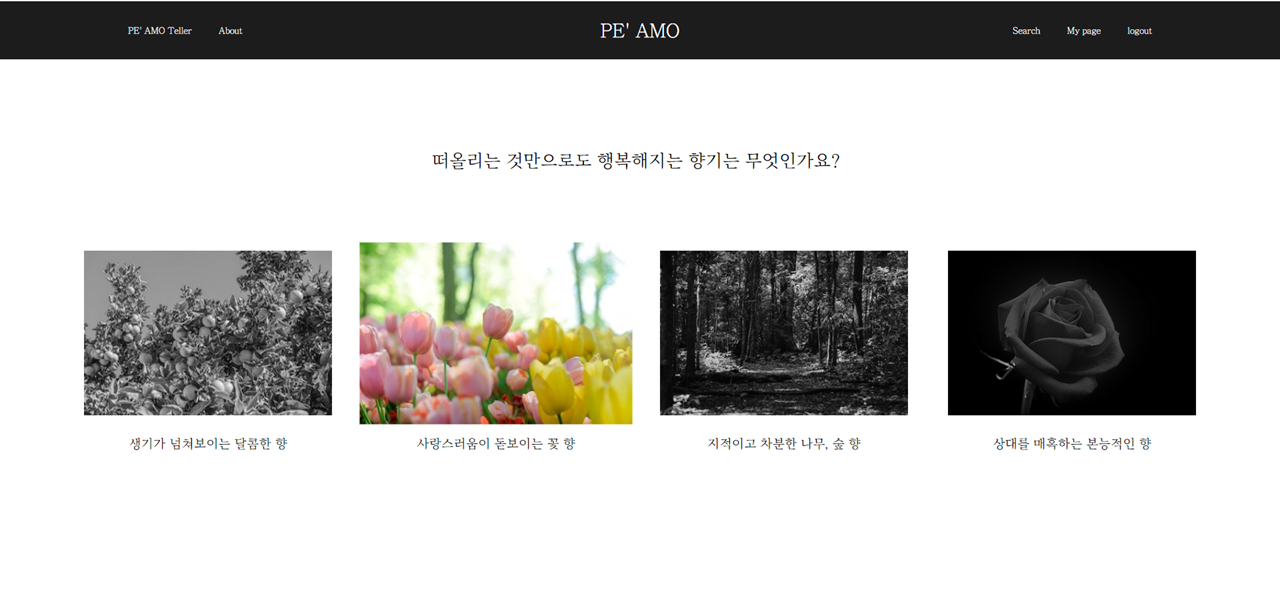 PE' AMO Teller About PE' AMO Search My page logout
떠올리는 것만으로도 행복해지는 향기는 무엇인가요?
생기가 넘쳐보이는 달콤한 향
사랑스러움이 돋보이는 꽃 향
지적이고 차분한 나무, 숲 향
상대를 매혹하는 본능적인 향